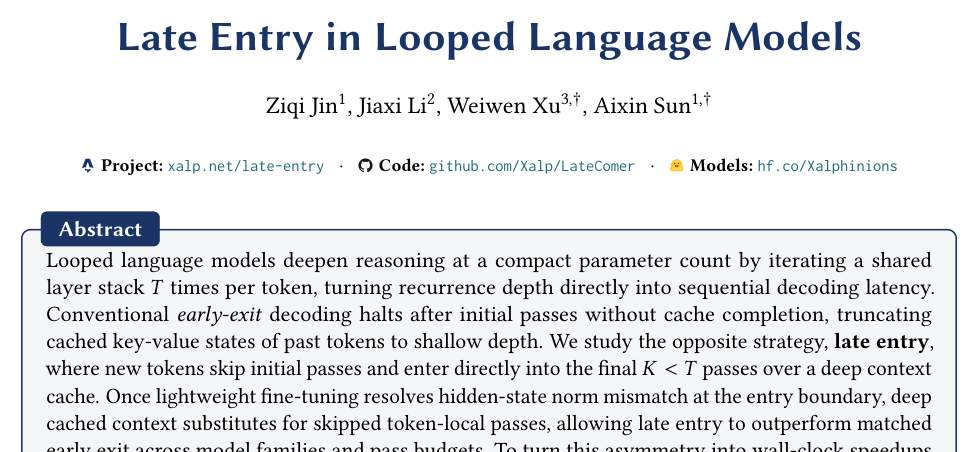 Late Entry in Looped Language Models
Ziqi Jin1, Jiaxi Li2, Weiwen Xu3,†, Aixin Sun1,†
Project: xalp.net/late-entry · Code: github.com/Xalp/LateComer · Models: hf.co/Xalphinions
Abstract
Looped language models deepen reasoning at a compact parameter count by iterating a shared
layer stack T times per token, turning recurrence depth directly into sequential decoding latency.
Conventional early-exit decoding halts after initial passes without cache completion, truncating
cached key-value states of past tokens to shallow depth. We study the opposite strategy, late entry,
where new tokens skip initial passes and enter directly into the final K < T passes over a deep context
cache. Once lightweight fine-tuning resolves hidden-state norm mismatch at the entry boundary, deep
cached context substitutes for skipped token-local passes, allowing late entry to outperform matched
early exit across model families and pass budgets. To turn this asymmetry into wall-clock speedups